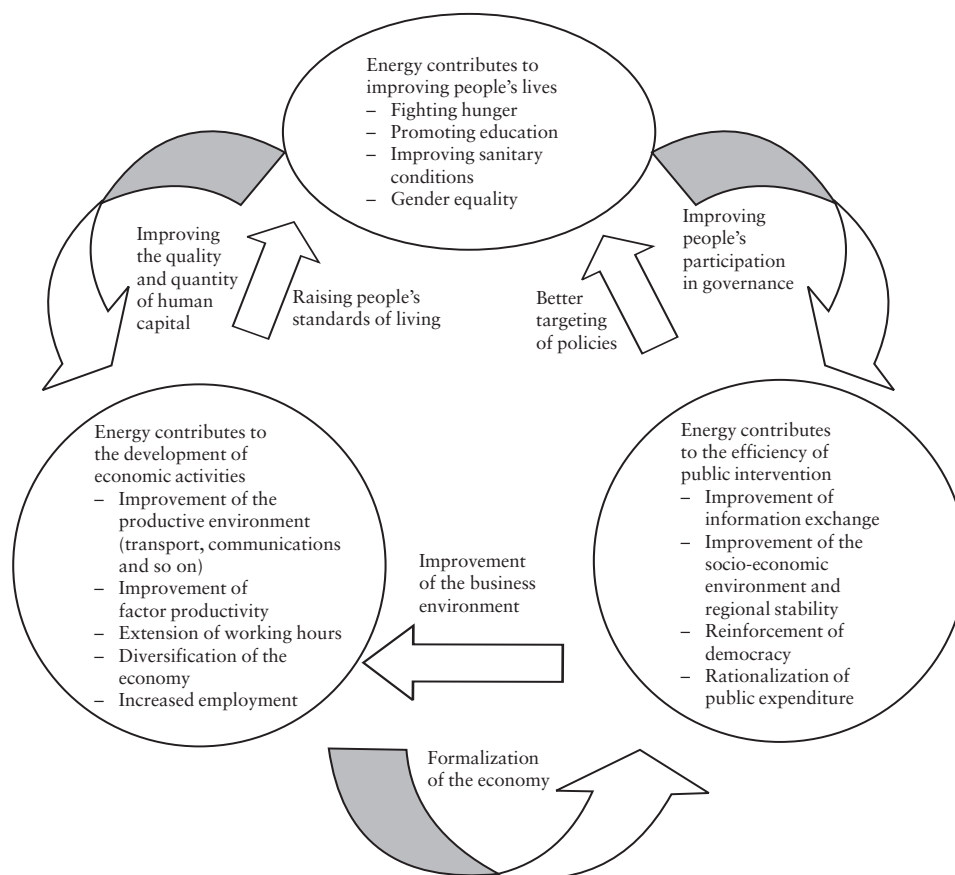 Energy contributes to
improving people’s lives
– Fighting hunger
– Promoting education
– Improving sanitary
conditions
– Gender equality
Improving
the quality
and quantity
of human
capital
Raising people’s
standards of living
Better
targeting
of policies
Improving
people’s
participation
in governance
Energy contributes to
the development of
economic activities
– Improvement of the
productive environment
(transport, communications
and so on)
– Improvement of
factor productivity
– Extension of working hours
– Diversification of the
economy
– Increased employment
Improvement
of the business
environment
Energy contributes
to the efficiency of
public intervention
– Improvement of
information exchange
– Improvement of the
socio-economic
environment and
regional stability
– Reinforcement of
democracy
– Rationalization of
public expenditure
Formalization
of the economy